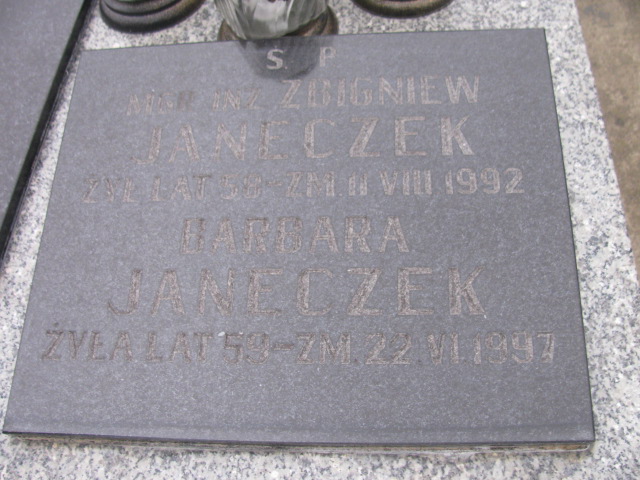 Ś. P.
MGR INŻ ZBIGNIEW
JANECZEK
ŻYŁ LAT 58 – ZM. 11 VIII 1992
BARBARA
JANECZEK
ŻYŁA LAT 59 – ZM. 22. VI. 1997